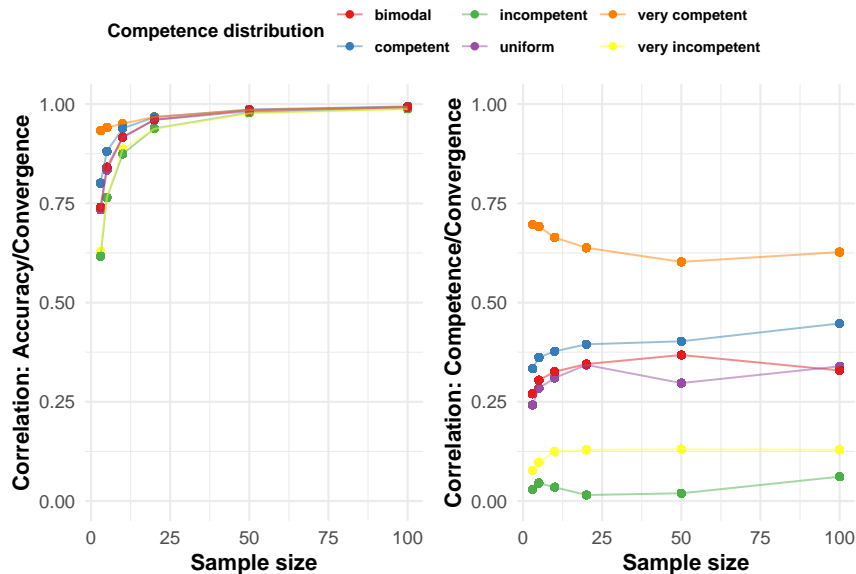 Competence distribution
bimodal
incompetent
very competent
competent
uniform
very incompetent
Correlation: Accuracy/Convergence
1.00
0.75
0.50
0.25
0.00
0
25
50
75
100
Sample size
Correlation: Competence/Convergence
1.00
0.75
0.50
0.25
0.00
0
25
50
75
100
Sample size